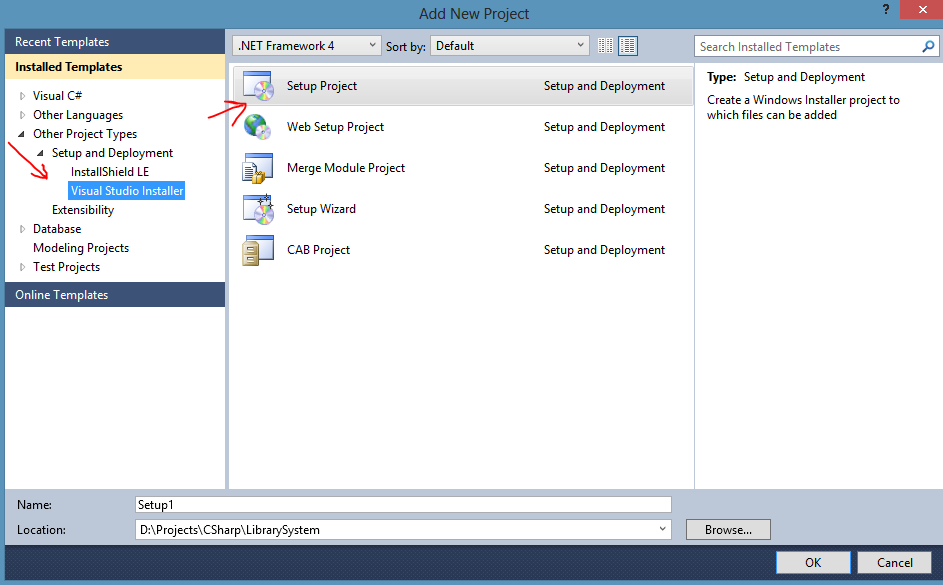 Add New Project
?
Recent Templates
Installed Templates
Visual C#
Other Languages
Other Project Types
Setup and Deployment
InstallShield LE
Visual Studio Installer
Extensibility
Database
Modeling Projects
Test Projects
Online Templates
.NET Framework 4
Sort by:
Default
Search Installed Templates
Setup Project Setup and Deployment
Web Setup Project Setup and Deployment
Merge Module Project Setup and Deployment
Setup Wizard Setup and Deployment
CAB Project Setup and Deployment
Type: Setup and Deployment
Create a Windows Installer project to
which files can be added
Name: Setup1
Location: D:\Projects\CSharp\LibrarySystem
Browse...
OK
Cancel